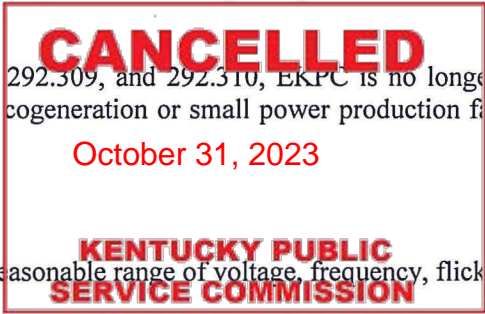 CANCELLED
292.309, and 292.310, EKPC is no longe
cogeneration or small power production fa
October 31, 2023
KENTUCKY PUBLIC
easonable range of voltage, frequency, flick
SERVICE COMMISSION